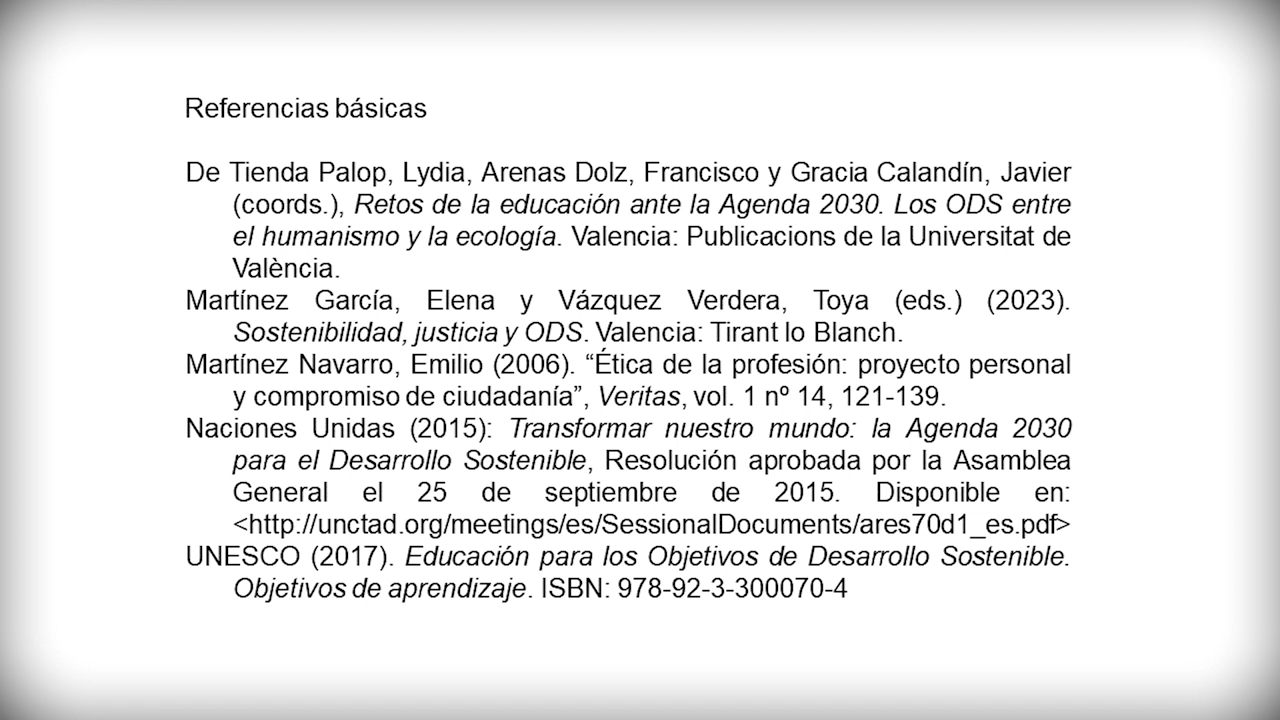 Referencias básicas
De Tienda Palop, Lydia, Arenas Dolz, Francisco y Gracia Calandín, Javier
(coords.), Retos de la educación ante la Agenda 2030. Los ODS entre
el humanismo y la ecología. Valencia: Publicacions de la Universitat de
València.
Martínez García, Elena y Vázquez Verdera, Toya (eds.) (2023).
Sostenibilidad, justicia y ODS. Valencia: Tirant lo Blanch.
Martínez Navarro, Emilio (2006). “Ética de la profesión: proyecto personal
y compromiso de ciudadanía”, Veritas, vol. 1 nº 14, 121-139.
Naciones Unidas (2015): Transformar nuestro mundo: la Agenda 2030
para el Desarrollo Sostenible, Resolución aprobada por la Asamblea
General el 25 de septiembre de 2015. Disponible en:
<http://unctad.org/meetings/es/SessionalDocuments/ares70d1_es.pdf>
UNESCO (2017). Educación para los Objetivos de Desarrollo Sostenible.
Objetivos de aprendizaje. ISBN: 978-92-3-300070-4